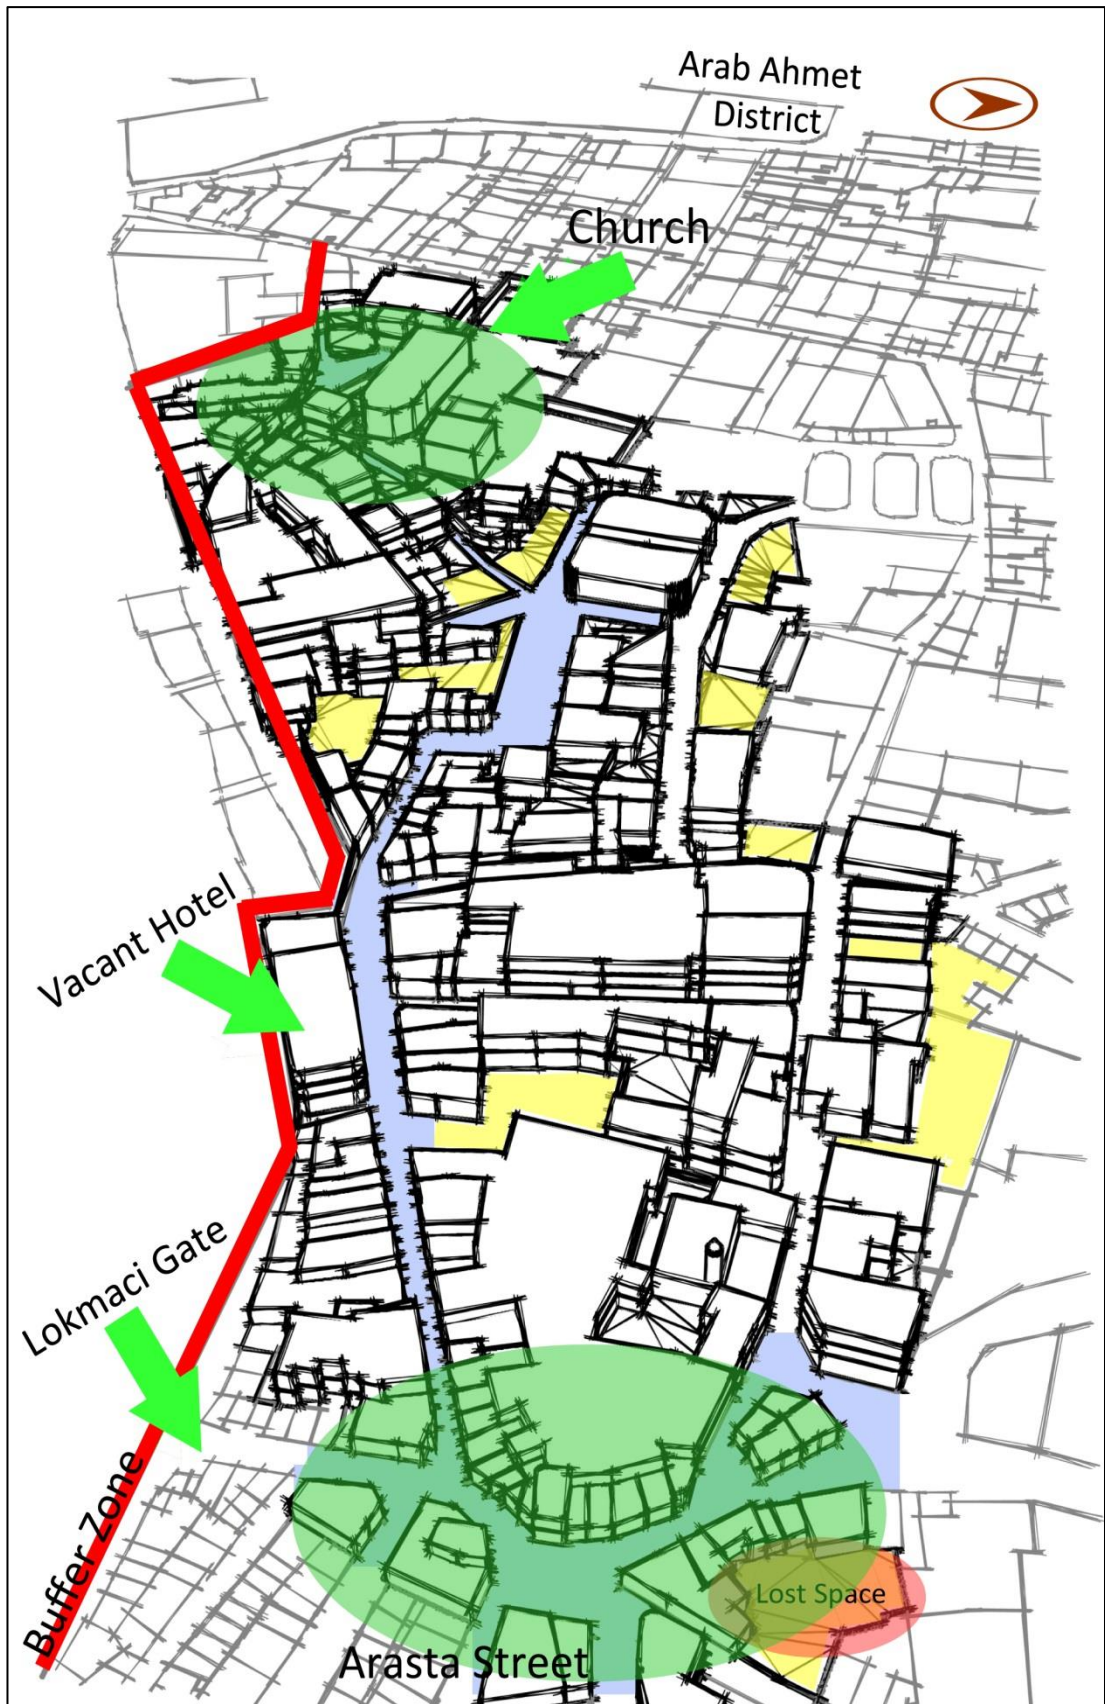 Arab Ahmet
District
Church
Vacant Hotel
Lokmaci Gate
Buffer Zone
Lost Space
Arasta Street